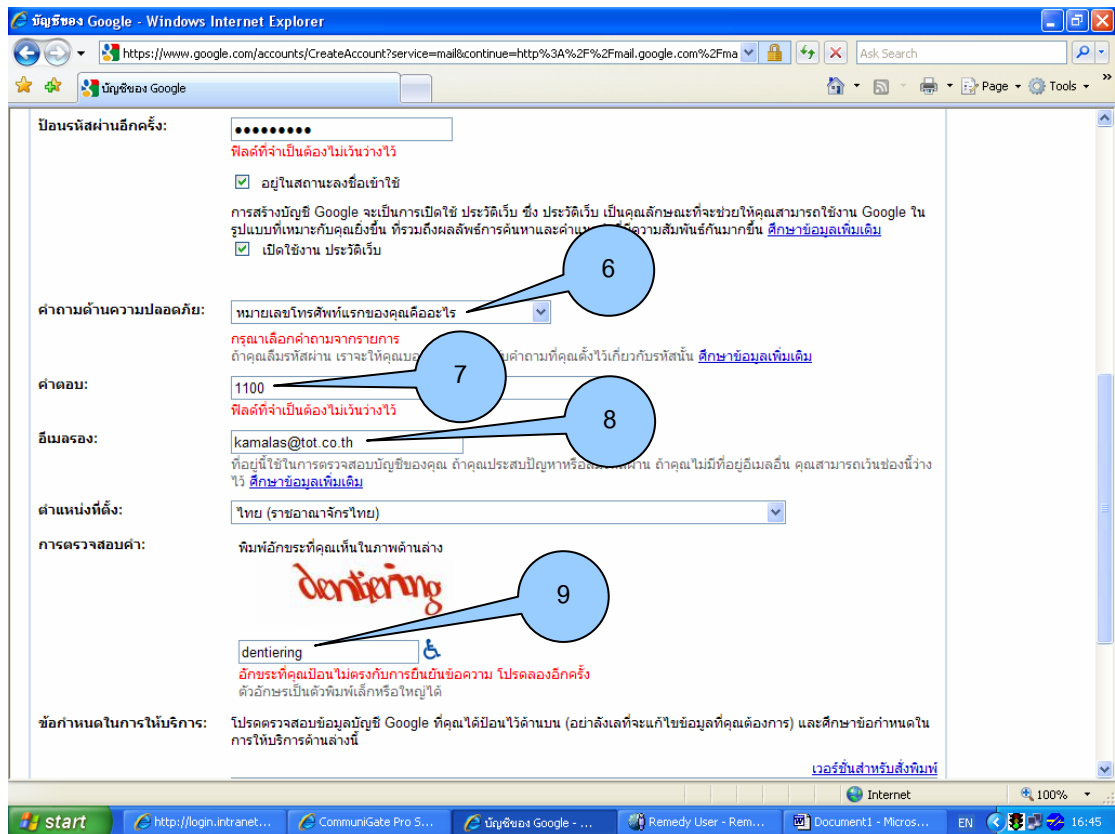 บัญชีของ Google - Windows Internet Explorer
https://www.google.com/accounts/CreateAccount?service=mail&continue=http%3A%2F%2Fmail.google.com%2Fma
Ask Search
บัญชีของ Google
Page
Tools
ป้อนรหัสผ่านอีกครั้ง:
ฟิลด์ที่จำเป็นต้องไม่เว้นว่างไว้
อยู่ในสถานะลงชื่อเข้าใช้
การสร้างบัญชี Google จะเป็นการเปิดใช้ ประวัติเว็บ ซึ่ง ประวัติเว็บ เป็นคุณลักษณะที่จะช่วยให้คุณสามารถใช้งาน Google ใน
รูปแบบที่เหมาะกับคุณยิ่งขึ้น ที่รวมถึงผลลัพธ์การค้นหาและ ความสัมพันธ์กันมากขึ้น ศึกษาข้อมูลเพิ่มเติม
เปิดใช้งาน ประวัติเว็บ
6
คำถามด้านความปลอดภัย:
หมายเลขโทรศัพท์แรกของคุณคืออะไร
กรุณาเลือกคำถามจากรายการ
ถ้าคุณลืมรหัสผ่าน เราจะให้คุณ คำถามที่คุณตั้งไว้เกี่ยวกับรหัสนั้น ศึกษาข้อมูลเพิ่มเติม
7
คำตอบ:
1100
ฟิลด์ที่จำเป็นต้องไม่เว้นว่างไว้
8
อีเมลรอง:
kamalas@tot.co.th
ที่อยู่นี้ใช้ในการตรวจสอบบัญชีของคุณ ถ้าคุณประสบปัญหาหรือ ถ้าคุณไม่มีที่อยู่อีเมลอื่น คุณสามารถเว้นช่องนี้ว่าง
ไว้ ศึกษาข้อมูลเพิ่มเติม
ตำแหน่งที่ตั้ง:
ไทย (ราชอาณาจักรไทย)
การตรวจสอบคำ:
พิมพ์อักขระที่คุณเห็นในภาพด้านล่าง
dentiering
9
dentiering
อักขระที่คุณป้อนไม่ตรงกับการยืนยันข้อความ โปรดลองอีกครั้ง
ตัวอักษรเป็นตัวพิมพ์เล็กหรือใหญ่ได้
ข้อกำหนดในการให้บริการ:
โปรดตรวจสอบข้อมูลบัญชี Google ที่คุณได้ป้อนไว้ด้านบน (อย่าลังเลที่จะแก้ไขข้อมูลที่คุณต้องการ) และศึกษาข้อกำหนดใน
การให้บริการด้านล่างนี้
เวอร์ชั่นสำหรับสั่งพิมพ์
Internet
100%
start
http://login.intranet...
CommuniGate Pro S...
บัญชีของ Google - ...
Remedy User - Rem...
Document1 - Micros...
EN
16:45